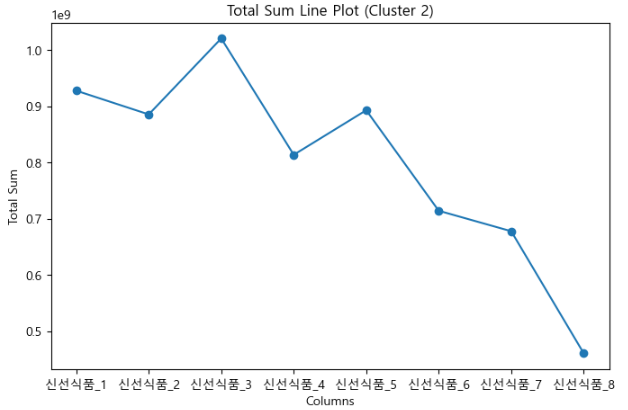 Total Sum Line Plot (Cluster 2)
1e9
1.0
0.9
0.8
0.7
0.6
0.5
Total Sum
신선식품_1 신선식품_2 신선식품_3 신선식품_4 신선식품_5 신선식품_6 신선식품_7 신선식품_8
Columns